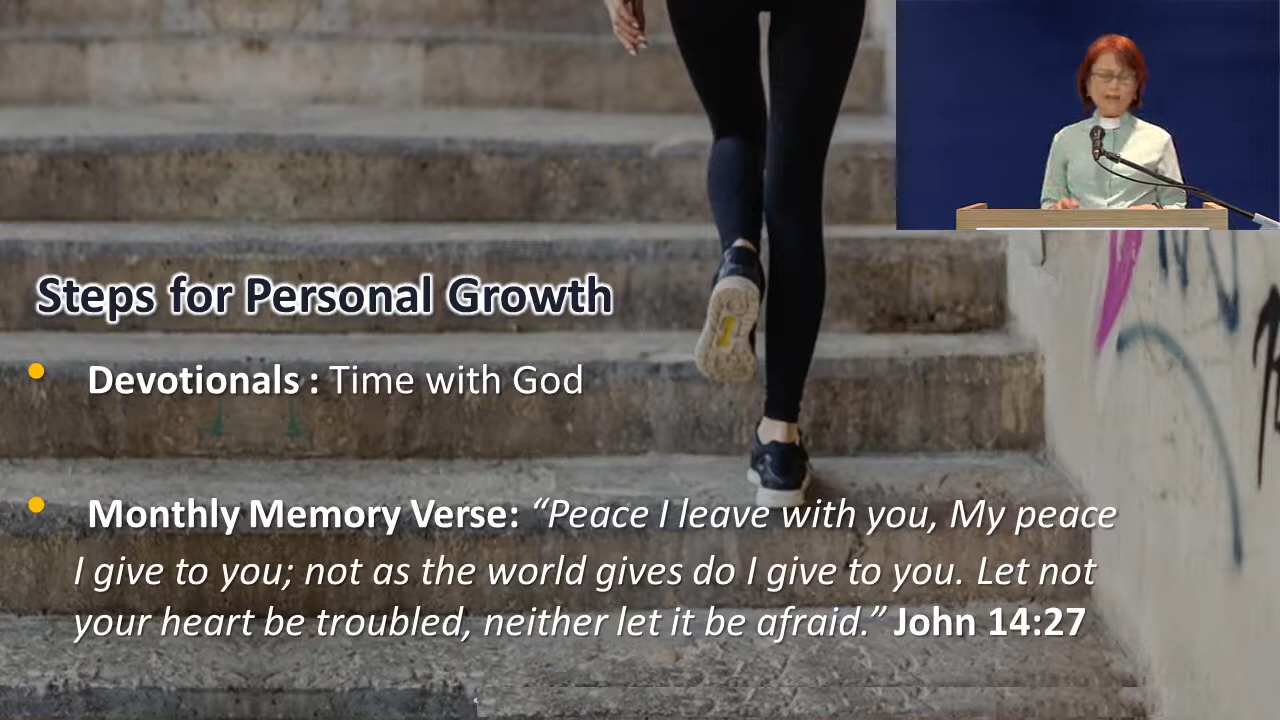 Steps for Personal Growth
• Devotionals : Time with God
• Monthly Memory Verse: “Peace I leave with you, My peace
I give to you; not as the world gives do I give to you. Let not
your heart be troubled, neither let it be afraid.” John 14:27